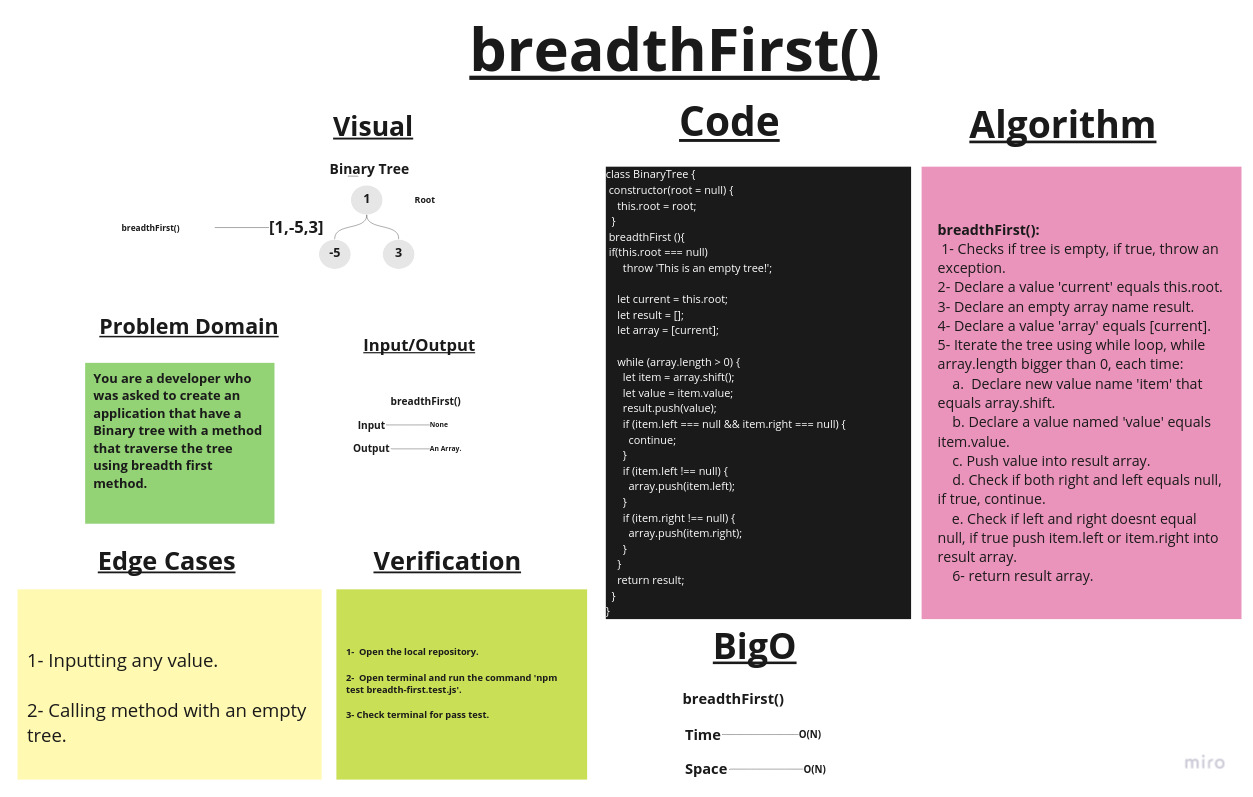 breadthFirst()
Visual
Binary Tree
1
Root
breadthFirst()
[1,-5,3]
-5
3
Problem Domain
You are a developer who
was asked to create an
application that have a
Binary tree with a method
that traverse the tree
using breadth first
method.
Input/Output
breadthFirst()
Input
None
Output
An Array.
Edge Cases
1- Inputting any value.
2- Calling method with an empty
tree.
Verification
1-  Open the local repository.
2-  Open terminal and run the command 'npm
test breadth-first.test.js'.
3- Check terminal for pass test.
Code
class BinaryTree {
constructor(root = null) {
this.root = root;
}
breadthFirst (){
if(this.root === null)
throw 'This is an empty tree!';
let current = this.root;
let result = [];
let array = [current];
while (array.length > 0) {
let item = array.shift();
let value = item.value;
result.push(value);
if (item.left === null && item.right === null) {
continue;
}
if (item.left !== null) {
array.push(item.left);
}
if (item.right !== null) {
array.push(item.right);
}
}
return result;
}
}
BigO
breadthFirst()
Time
O(N)
Space
O(N)
Algorithm
breadthFirst():
1- Checks if tree is empty, if true, throw an
exception.
2- Declare a value 'current' equals this.root.
3- Declare an empty array name result.
4- Declare a value 'array' equals [current].
5- Iterate the tree using while loop, while
array.length bigger than 0, each time:
a.  Declare new value name 'item' that
equals array.shift.
b. Declare a value named 'value' equals
item.value.
c. Push value into result array.
d. Check if both right and left equals null,
if true, continue.
e. Check if left and right doesnt equal
null, if true push item.left or item.right into
result array.
6- return result array.
miro